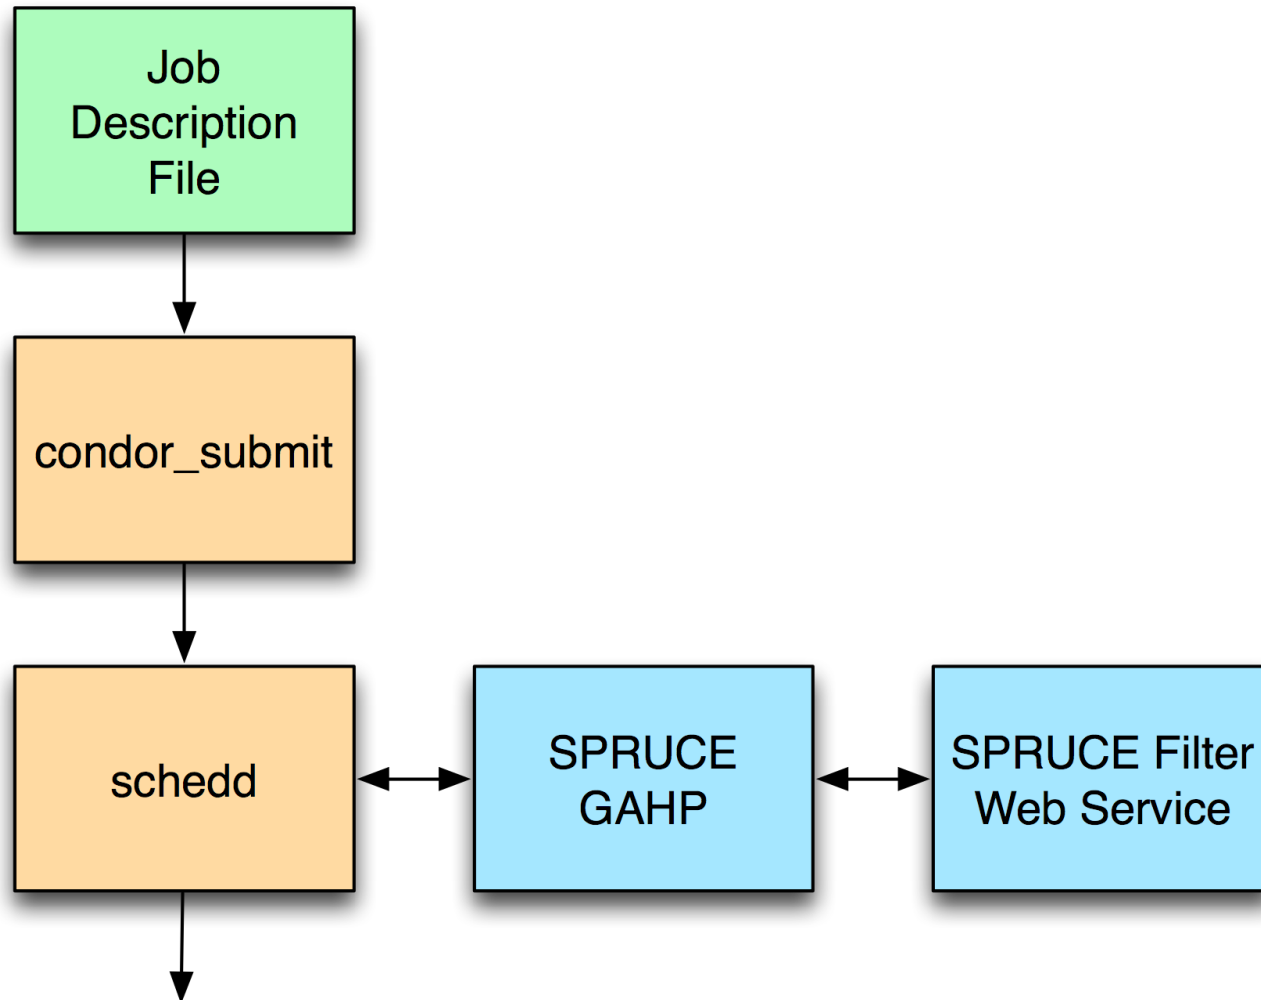 Job
Description
File
condor_submit
schedd
SPRUCE
GAHP
SPRUCE Filter
Web Service